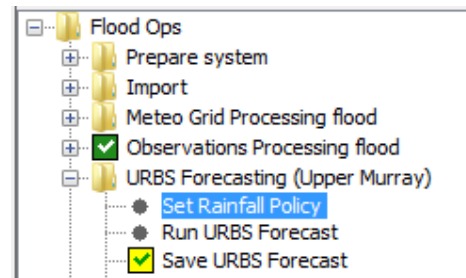 Flood Ops
Prepare system
Import
Meteo Grid Processing flood
Observations Processing flood
URBS Forecasting (Upper Murray)
Set Rainfall Policy
Run URBS Forecast
Save URBS Forecast